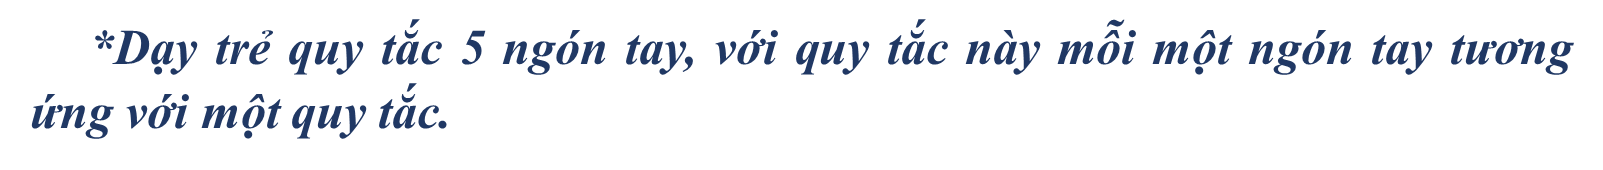 *Dạy trẻ quy tắc 5 ngón tay, với quy tắc này mỗi một ngón tay tương
ứng với một quy tắc.